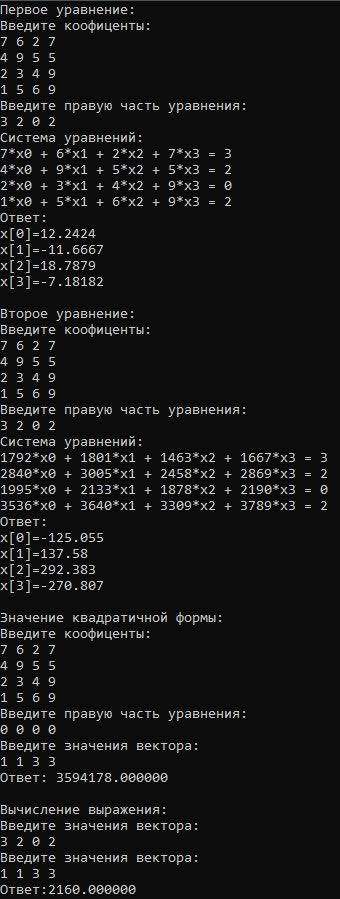 Первое уравнение:
Введите коофиценты:
7 6 2 7
4 9 5 5
2 3 4 9
1 5 6 9
Введите правую часть уравнения:
3 2 0 2
Система уравнений:
7*x0 + 6*x1 + 2*x2 + 7*x3 = 3
4*x0 + 9*x1 + 5*x2 + 5*x3 = 2
2*x0 + 3*x1 + 4*x2 + 9*x3 = 0
1*x0 + 5*x1 + 6*x2 + 9*x3 = 2
Ответ:
x[0]=12.2424
x[1]=-11.6667
x[2]=18.7879
x[3]=-7.18182
Второе уравнение:
Введите коофиценты:
7 6 2 7
4 9 5 5
2 3 4 9
1 5 6 9
Введите правую часть уравнения:
3 2 0 2
Система уравнений:
1792*x0 + 1801*x1 + 1463*x2 + 1667*x3 = 3
2840*x0 + 3005*x1 + 2458*x2 + 2869*x3 = 2
1995*x0 + 2133*x1 + 1878*x2 + 2190*x3 = 0
3536*x0 + 3640*x1 + 3309*x2 + 3789*x3 = 2
Ответ:
x[0]=-125.055
x[1]=137.58
x[2]=292.383
x[3]=-270.807
Значение квадратичной формы:
Введите коофиценты:
7 6 2 7
4 9 5 5
2 3 4 9
1 5 6 9
Введите правую часть уравнения:
0 0 0 0
Введите значения вектора:
1 1 3 3
Ответ: 3594178.000000
Вычисление выражения:
Введите значения вектора:
3 2 0 2
Введите значения вектора:
1 1 3 3
Ответ:2160.000000